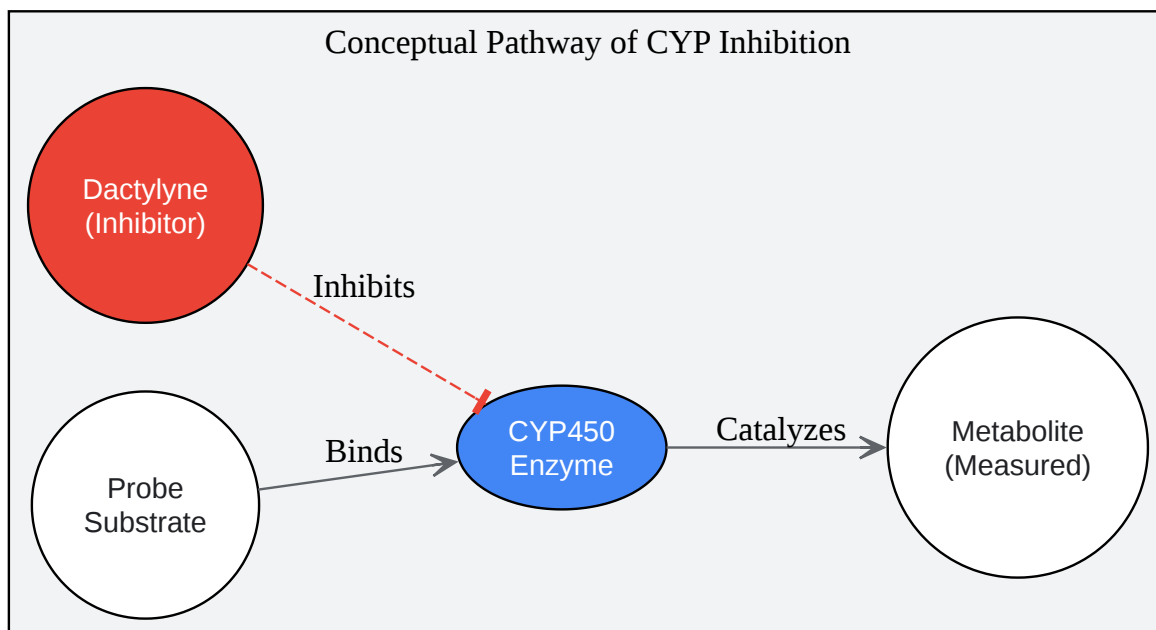 Conceptual Pathway of CYP Inhibition
Dactylyne
(Inhibitor)
Inhibits
Probe
Substrate
Binds
CYP450
Enzyme
Catalyzes
Metabolite
(Measured)